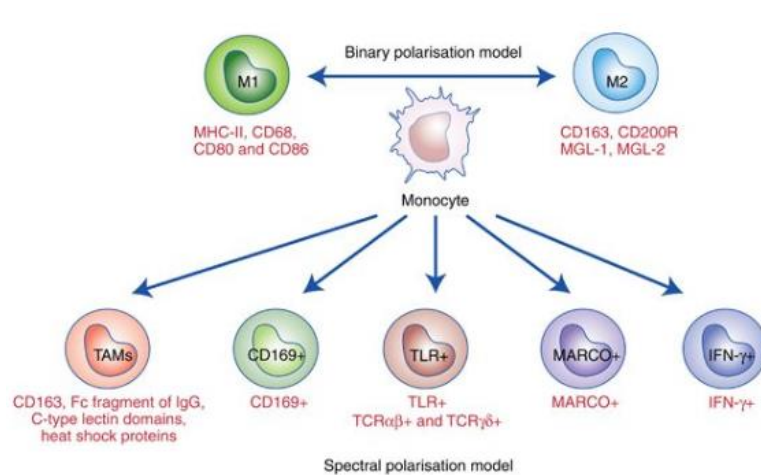 Binary polarisation model
M1
M2
MHC-II, CD68,
CD80 and CD86
CD163, CD200R
MGL-1, MGL-2
Monocyte
TAMs
CD169+
TLR+
MARCO+
IFN-γ+
CD163, Fc fragment of IgG,
C-type lectin domains,
heat shock proteins
CD169+
TLR+
TCRαβ+ and TCRγδ+
MARCO+
IFN-γ+
Spectral polarisation model